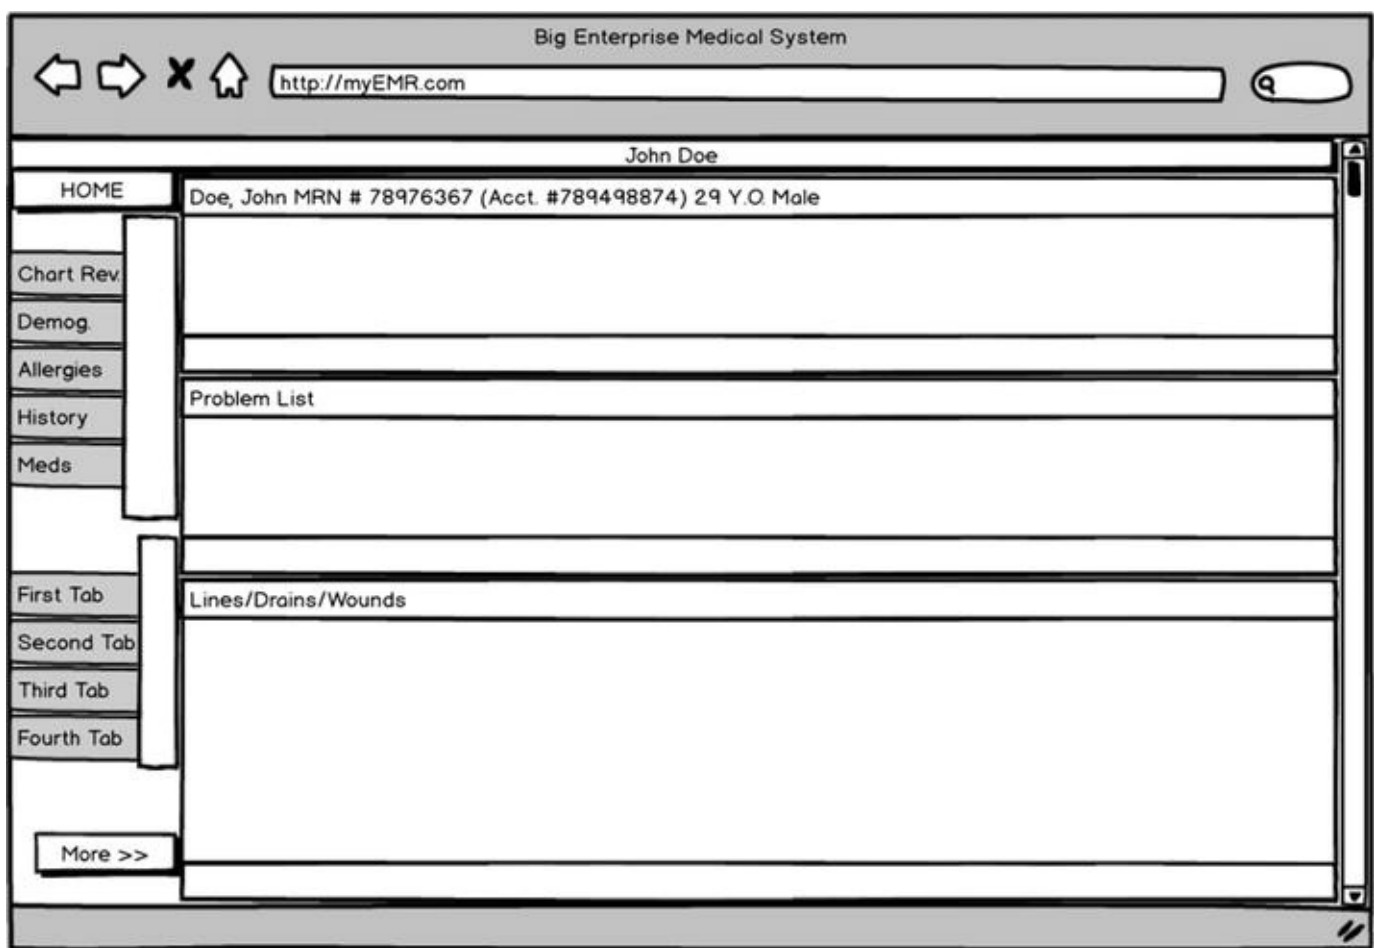 Big Enterprise Medical System
http://myEMR.com
John Doe
HOME
Doe, John MRN # 78976367 (Acct. #789498874) 29 Y.O. Male
Chart Rev.
Demog.
Allergies
History
Meds
Problem List
First Tab
Second Tab
Third Tab
Fourth Tab
Lines/Drains/Wounds
More >>